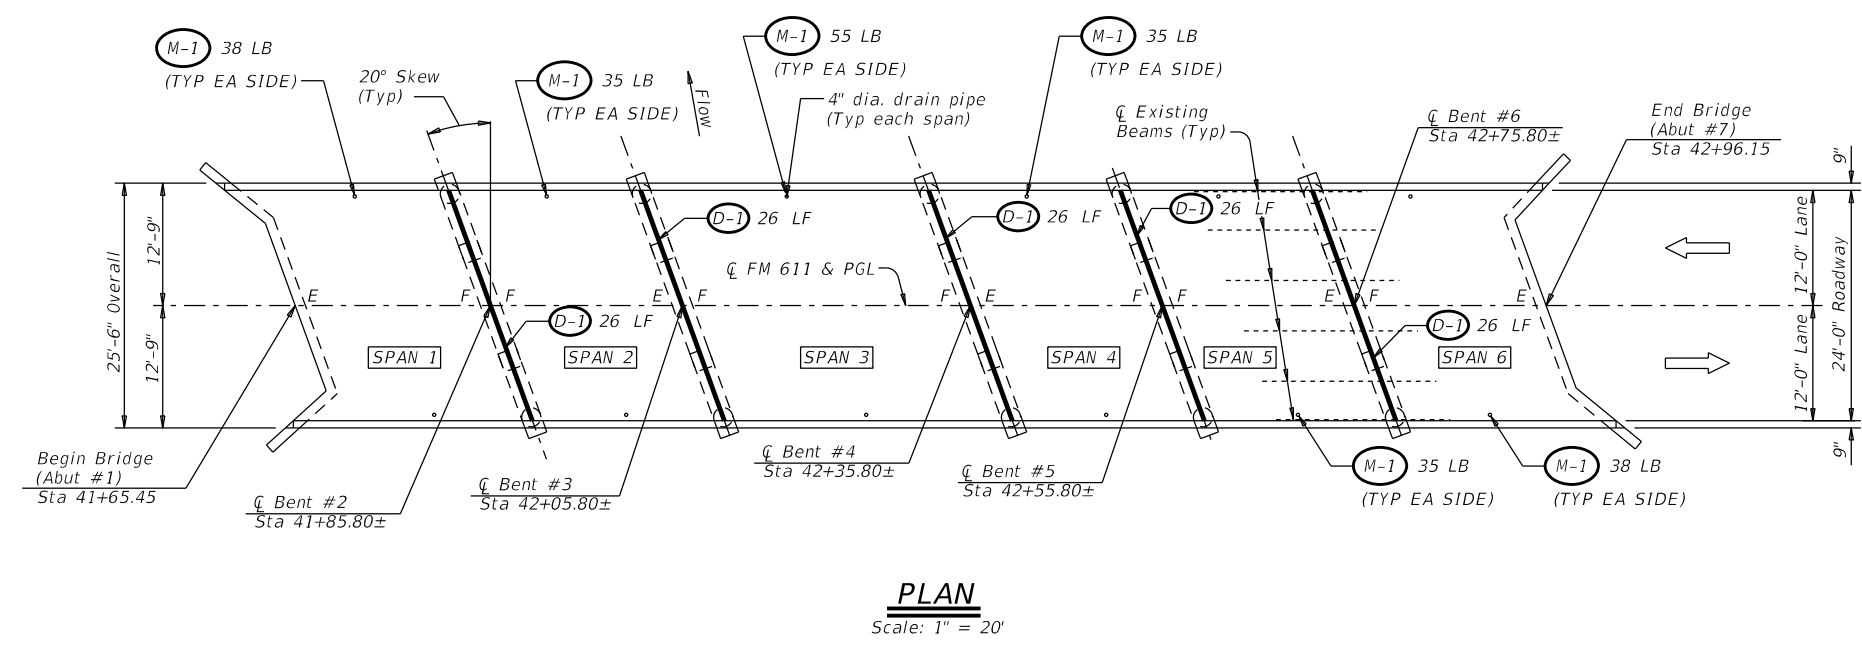 M-1 38 LB
(TYP EA SIDE)
20° Skew
(Typ)
M-1 35 LB
(TYP EA SIDE)
Flow
M-1 55 LB
(TYP EA SIDE)
4" dia. drain pipe
(Typ each span)
M-1 35 LB
(TYP EA SIDE)
℄ Existing
Beams (Typ)
℄ Bent #6
Sta 42+75.80±
End Bridge
(Abut #7)
Sta 42+96.15
9"
D-1 26 LF
D-1 26 LF
D-1 26 LF
25'-6" Overall
12'-9"
12'-9"
℄ FM 611 & PGL
12'-0" Lane
12'-0" Lane
24'-0" Roadway
E
F
F
E
F
F
E
F
F
E
F
E
D-1 26 LF
D-1 26 LF
SPAN 1
SPAN 2
SPAN 3
SPAN 4
SPAN 5
SPAN 6
9"
Begin Bridge
(Abut #1)
Sta 41+65.45
℄ Bent #2
Sta 41+85.80±
℄ Bent #3
Sta 42+05.80±
℄ Bent #4
Sta 42+35.80±
℄ Bent #5
Sta 42+55.80±
M-1 35 LB
(TYP EA SIDE)
M-1 38 LB
(TYP EA SIDE)
PLAN
Scale: 1" = 20'